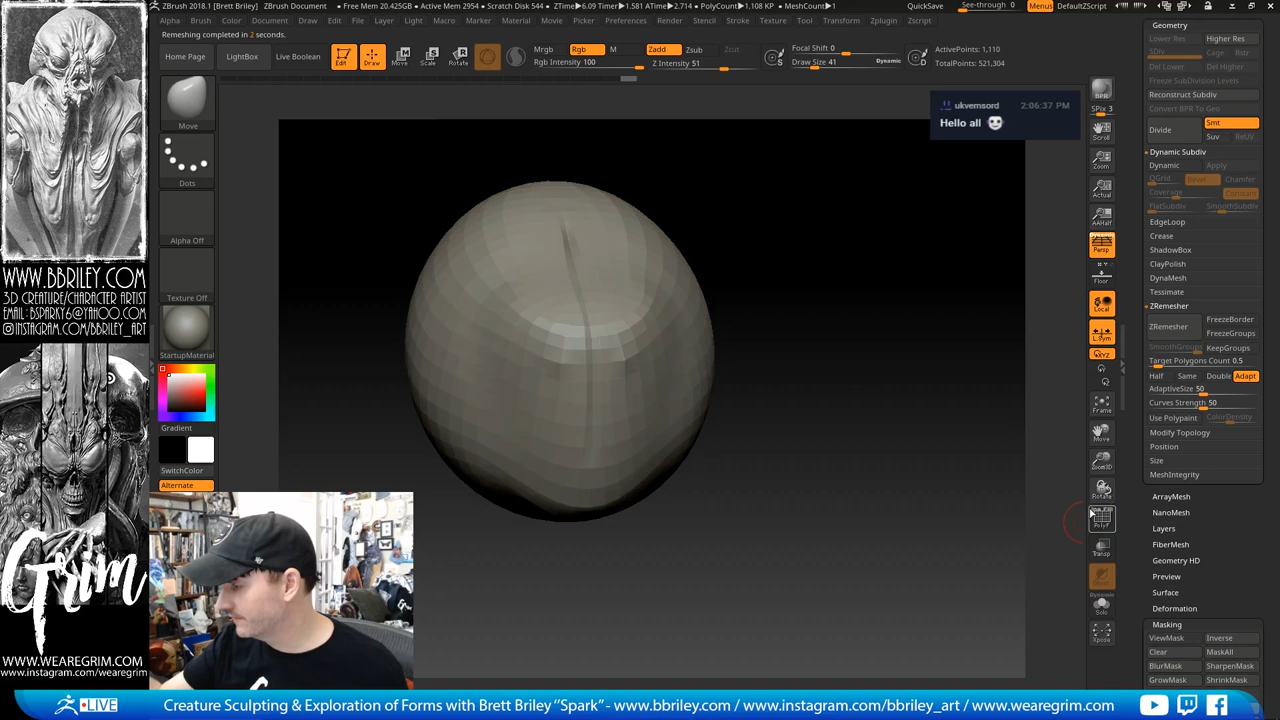 ZBrush 2018.1 [Brett Briley] ZBrush Document • Free Mem 20.425GB • Active Mem 2954 • Scratch Disk 544 • ZTime▸6.09 Timer▸1.581 ATime▸2.714 • PolyCount▸1,108 KP • MeshCount▸1
QuickSave
See-through 0
Menus
DefaultZScript
Alpha Brush Color Document Draw Edit File Layer Light Macro Marker Material Movie Picker Preferences Render Stencil Stroke Texture Tool Transform Zplugin Zscript
Remeshing completed in 2 seconds.
Home Page
LightBox
Live Boolean
Edit
Draw
Move
Scale
Rotate
Mrgb Rgb M
Rgb Intensity 100
Zadd Zsub Zcut
Z Intensity 51
Focal Shift 0
Draw Size 41 Dynamic
ActivePoints: 1,110
TotalPoints: 521,304
Move
Dots
Alpha Off
Texture Off
StartupMaterial
Gradient
SwitchColor
Alternate
ukvemsord 2:06:37 PM
Hello all
BPR
SPix 3
Scroll
Zoom
Actual
AAHalf
Persp
Floor
Local
L.Sym
XYZ
Frame
Move
Zoom3D
Rotate
PolyF
Transp
Dynamic
Solo
Xpose
Geometry
Lower Res Higher Res
SDiv Cage Rstr
Del Lower Del Higher
Freeze SubDivision Levels
Reconstruct Subdiv
Convert BPR To Geo
Divide
Smt
Suv ReUV
Dynamic Subdiv
Dynamic Apply
QGrid Bevel Chamfer
Coverage Constant
FlatSubdiv SmoothSubdiv
EdgeLoop
Crease
ShadowBox
ClayPolish
DynaMesh
Tessimate
ZRemesher
ZRemesher
FreezeBorder
FreezeGroups
SmoothGroups KeepGroups
Target Polygons Count 0.5
Half Same Double Adapt
AdaptiveSize 50
Curves Strength 50
Use Polypaint ColorDensity
Modify Topology
Position
Size
MeshIntegrity
ArrayMesh
NanoMesh
Layers
FiberMesh
Geometry HD
Preview
Surface
Deformation
Masking
ViewMask Inverse
Clear MaskAll
BlurMask SharpenMask
GrowMask ShrinkMask
WWW.BBRILEY.COM
3D CREATURE/CHARACTER ARTIST
EMAIL: BSPARKY6@YAHOO.COM
INSTAGRAM.COM/BBRILEY_ART
Grim
WWW.WEAREGRIM.COM
www.instagram.com/wearegrim
LIVE
Creature Sculpting & Exploration of Forms with Brett Briley "Spark" - www.bbriley.com / www.instagram.com/bbriley_art / www.wearegrim.com